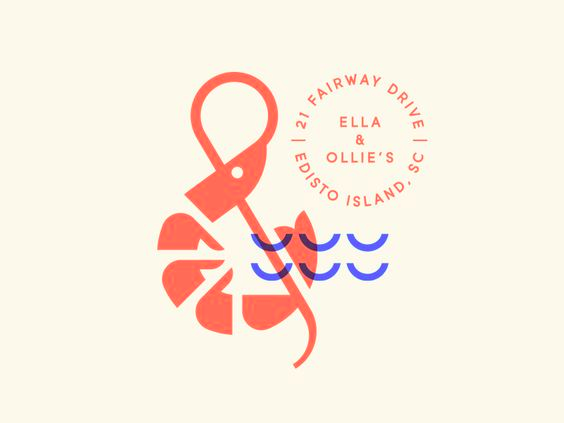 21 FAIRWAY DRIVE
ELLA
&
OLLIE'S
EDISTO ISLAND, SC